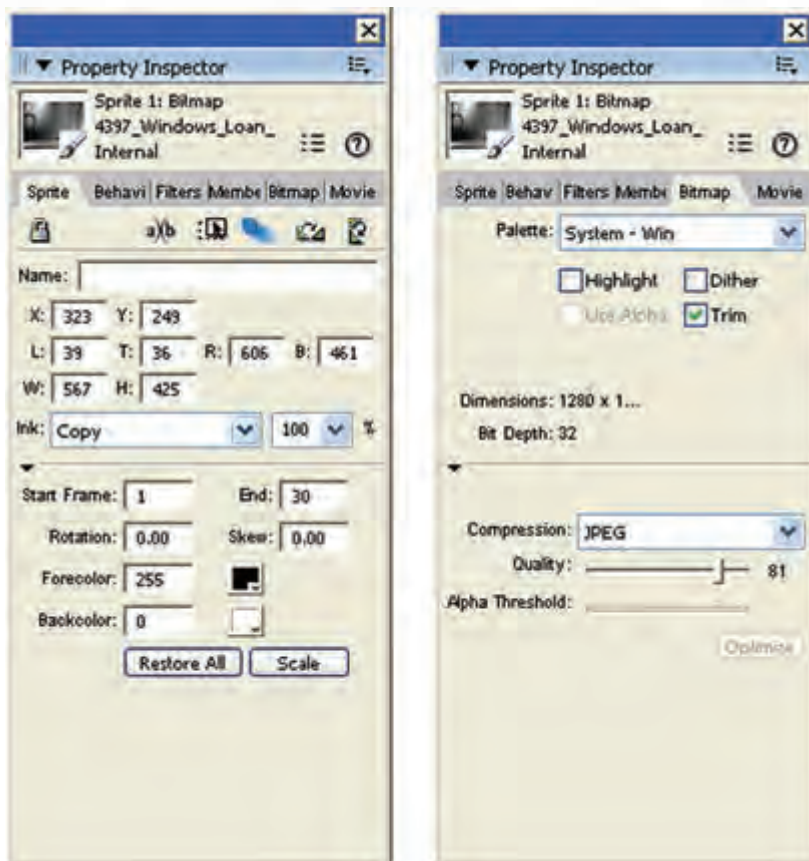 Property Inspector
Sprite 1: Bitmap
4397_Windows_Loan_
Internal
Sprite Behavi Filters Membe Bitmap Movie
a)(b
Name:
X: 323 Y: 249
L: 39 T: 36 R: 606 B: 461
W: 567 H: 425
Ink: Copy 100 %
Start Frame: 1 End: 30
Rotation: 0.00 Skew: 0.00
Forecolor: 255
Backcolor: 0
Restore All Scale
Property Inspector
Sprite 1: Bitmap
4397_Windows_Loan_
Internal
Sprite Behav Filters Membe Bitmap Movie
Palette: System - Win
Highlight Dither
Use Alpha Trim
Dimensions: 1280 x 1...
Bit Depth: 32
Compression: JPEG
Quality: 81
Alpha Threshold:
Optimize